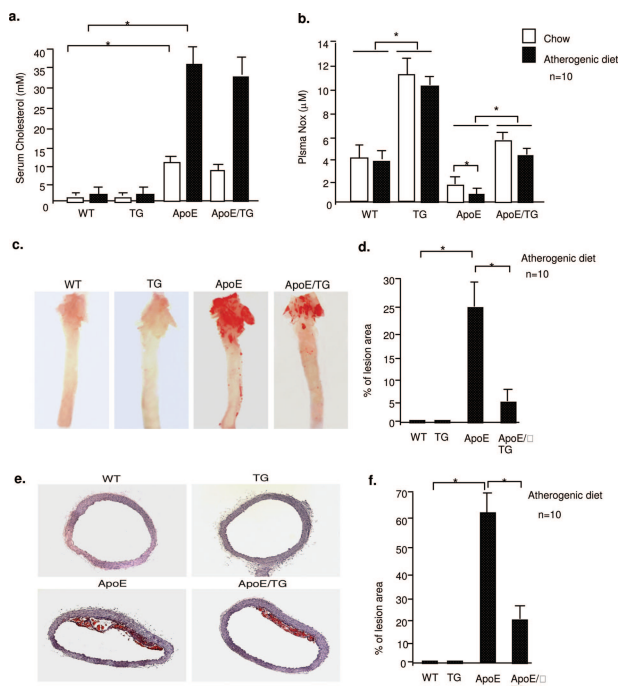 a.
Serum Cholesterol (mM)
40
35
30
25
20
15
10
5
0
*
*
WT TG ApoE ApoE/TG
b.
Plsma Nox (µM)
14
12
10
8
6
4
2
0
*
*
*
WT TG ApoE ApoE/TG
Chow
Atherogenic diet
n=10
c.
WT TG ApoE ApoE/TG
d.
Atherogenic diet
n=10
% of lesion area
30
25
20
15
10
5
0
*
*
WT TG ApoE ApoE/□
TG
e.
WT TG
ApoE ApoE/TG
f.
Atherogenic diet
n=10
% of lesion area
70
60
50
40
30
20
10
0
*
*
WT TG ApoE ApoE/□